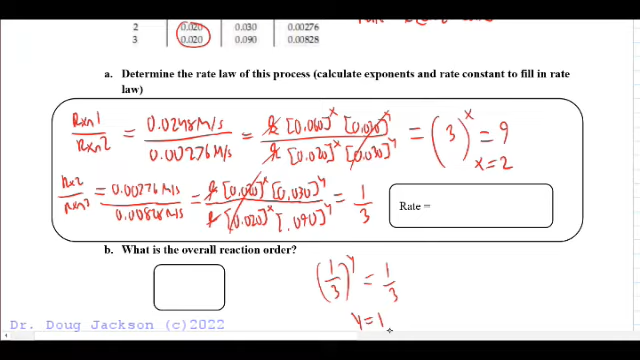 2 0.020 0.030 0.00276
3 0.020 0.090 0.00828
a. Determine the rate law of this process (calculate exponents and rate constant to fill in rate
law)
Rxn1/Rxn2 = 0.0248 M/s / 0.00276 M/s = k [0.060]^x [0.030]^y / k [0.020]^x [0.030]^y = (3)^x = 9
x = 2
Rx2/Rxn3 = 0.00276 M/s / 0.00828 M/s = k [0.020]^x [0.030]^y / k [0.020]^x [.090]^y = 1/3
Rate =
b. What is the overall reaction order?
(1/3)^y = 1/3
y = 1
Dr. Doug Jackson (c)2022